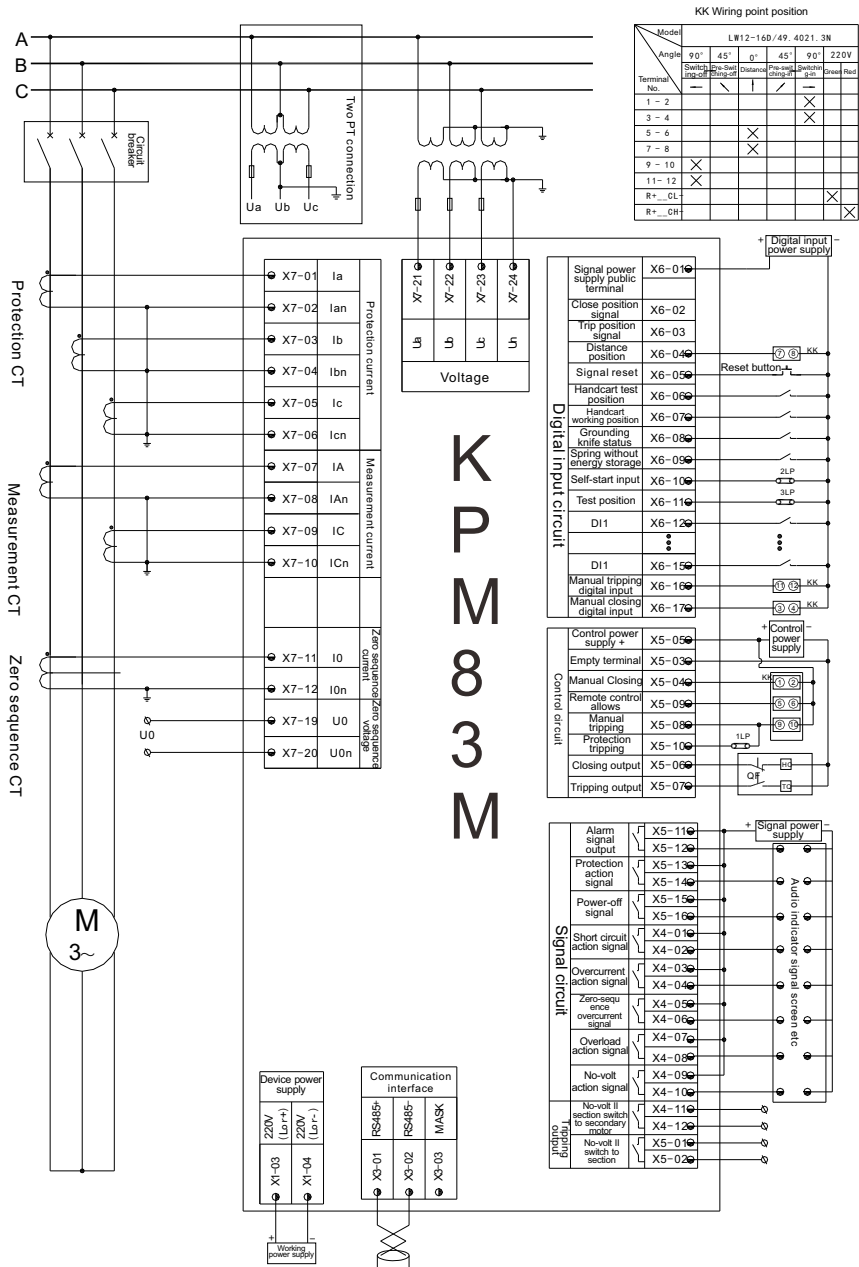 KK Wiring point position
Model
LW12-16D/49.4021.3N
Angle
90° 45° 0° 45° 90° 220V
Terminal No.
Switching-off
Pre-Switching-off
Distance
Pre-switching-in
Switching-in
Green
Red
1 - 2
3 - 4
5 - 6
7 - 8
9 - 10
11- 12
R+__CL-
R+__CH-
A
B
C
Circuit breaker
Two PT connection
Ua Ub Uc
Protection CT
Measurement CT
Zero sequence CT
U0
M
3~
X7-01 Ia
X7-02 Ian
X7-03 Ib
X7-04 Ibn
X7-05 Ic
X7-06 Icn
Protection current
X7-07 IA
X7-08 IAn
X7-09 IC
X7-10 ICn
Measurement current
X7-11 I0
X7-12 I0n
Zero sequence current
X7-19 U0
X7-20 U0n
Zero sequence voltage
X7-21 X7-22 X7-23 X7-24
Ua Ub Uc Un
Voltage
KPM83M
Digital input circuit
+ Digital input power supply −
Signal power supply public terminal X6-01
Close position signal X6-02
Trip position signal X6-03
Distance position X6-04 7 8 KK
Signal reset X6-05 Reset button
Handcart test position X6-06
Handcart working position X6-07
Grounding knife status X6-08
Spring without energy storage X6-09
Self-start input X6-10 2LP
Test position X6-11 3LP
DI1 X6-12
DI1 X6-15
Manual tripping digital input X6-16 11 12 KK
Manual closing digital input X6-17 3 4 KK
Control circuit
+ Control power supply −
Control power supply + X5-05
Empty terminal X5-03
Manual Closing X5-04 KK 1 2
Remote control allows X5-09 5 6
Manual tripping X5-08 9 10
Protection tripping X5-10 1LP
Closing output X5-06 HC
QF
Tripping output X5-07 TQ
Signal circuit
+ Signal power supply −
Alarm signal output X5-11
X5-12
Protection action signal X5-13
X5-14
Power-off signal X5-15
X5-16
Short circuit action signal X4-01
X4-02
Overcurrent action signal X4-03
X4-04
Zero-sequence overcurrent signal X4-05
X4-06
Overload action signal X4-07
X4-08
No-volt action signal X4-09
X4-10
Audio indicator signal screen etc
Tripping output
No-volt II section switch to secondary motor X4-11
X4-12
No-volt II switch to section X5-01
X5-02
Device power supply
220V (Lor+)
220V (Lor-)
X1-03
X1-04
+ −
Working power supply
Communication interface
RS485+
RS485-
MASK
X3-01
X3-02
X3-03